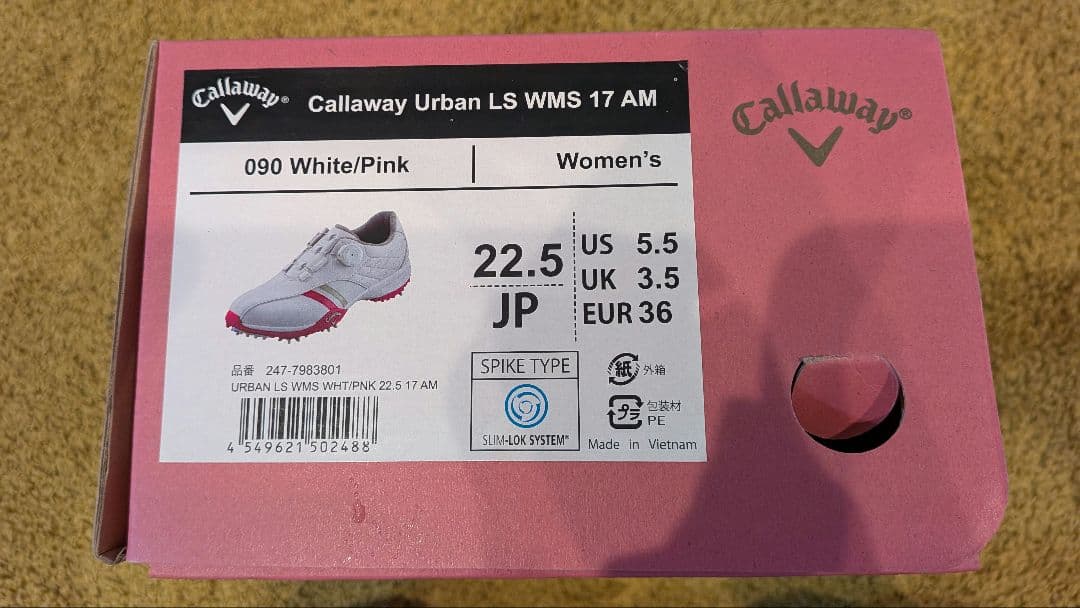 Callaway® Callaway Urban LS WMS 17 AM
Callaway®
090 White/Pink | Women's
22.5
JP
US 5.5
UK 3.5
EUR 36
品番 247-7983801
URBAN LS WMS WHT/PNK 22.5 17 AM
4 549621 502488
SPIKE TYPE
SLIM-LOK SYSTEM®
紙 外箱
プラ 包装材
PE
Made in Vietnam